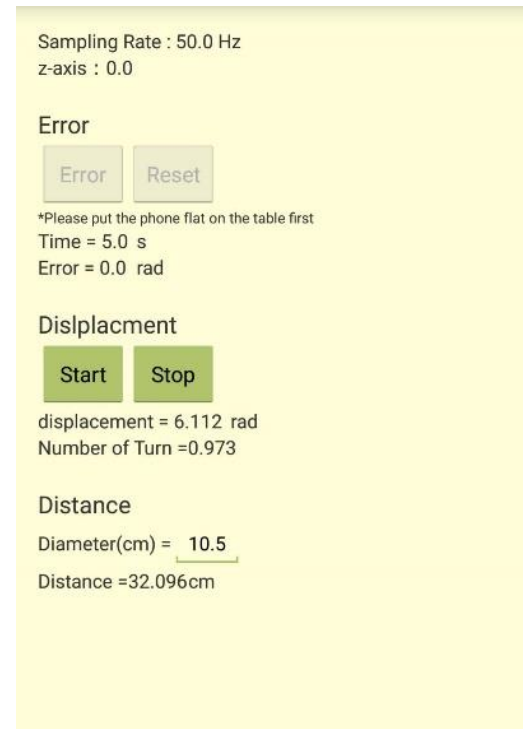 Sampling Rate : 50.0 Hz
z-axis : 0.0
Error
Error Reset
*Please put the phone flat on the table first
Time = 5.0 s
Error = 0.0 rad
Dislplacment
Start Stop
displacement = 6.112 rad
Number of Turn =0.973
Distance
Diameter(cm) = 10.5
Distance =32.096cm